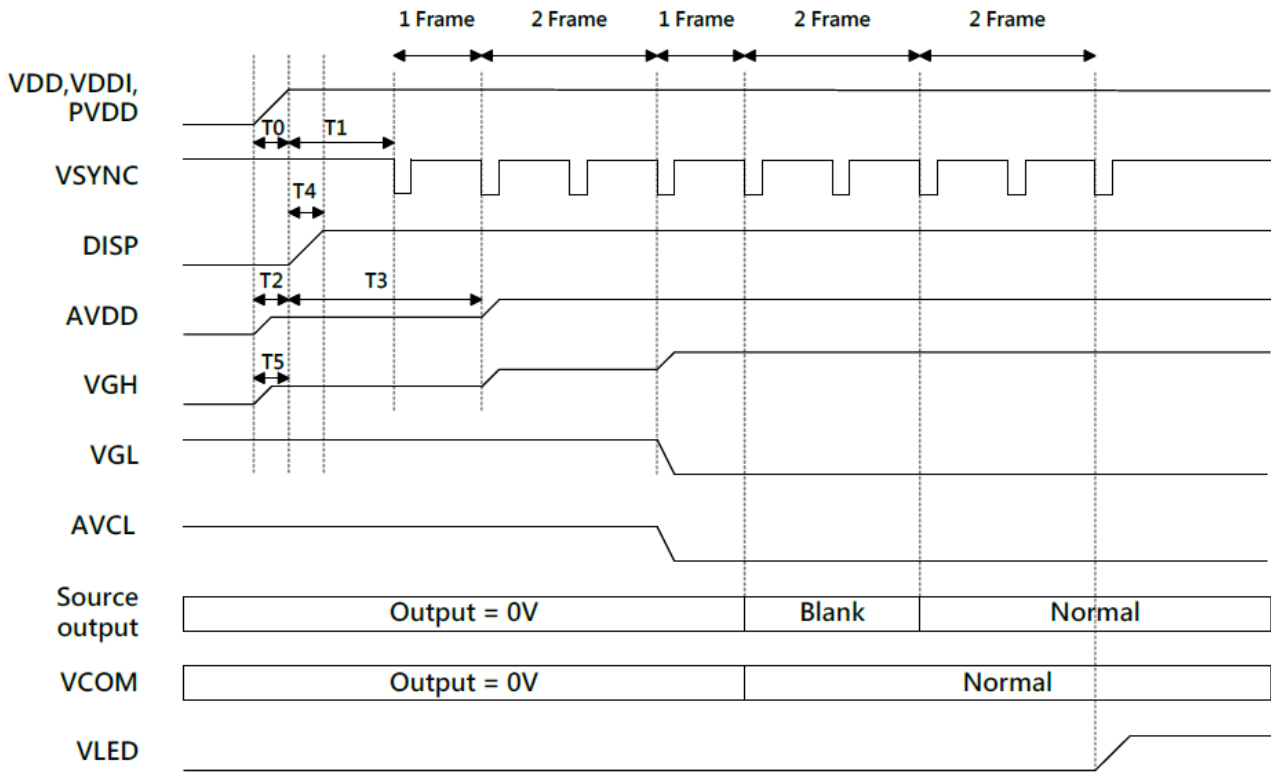 1 Frame 2 Frame 1 Frame 2 Frame 2 Frame
VDD,VDDI,
PVDD
T0 T1
VSYNC
T4
DISP
T2 T3
AVDD
T5
VGH
VGL
AVCL
Source
output
Output = 0V Blank Normal
VCOM Output = 0V Normal
VLED